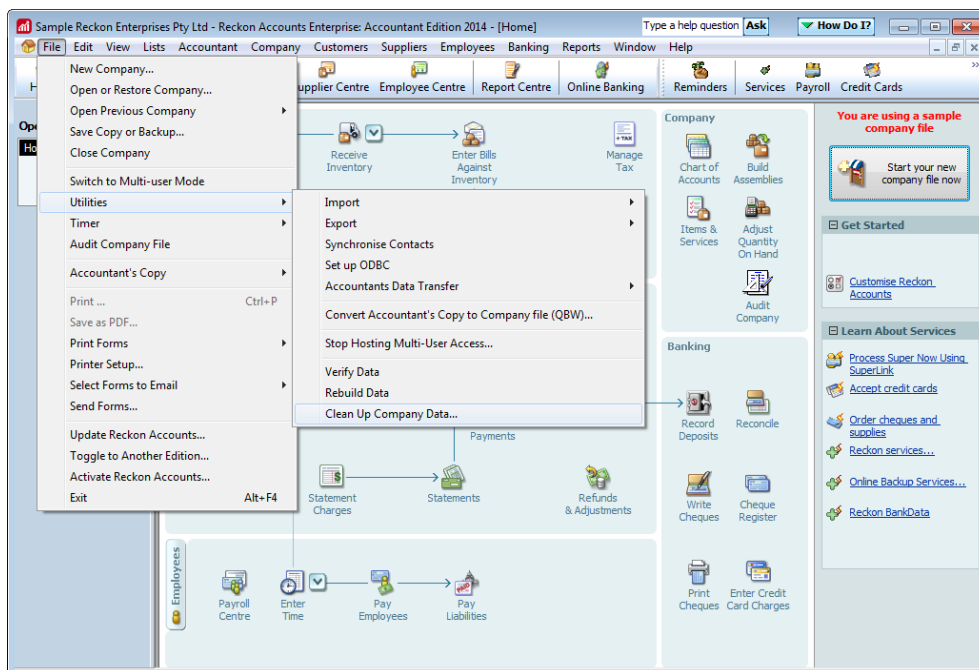 Sample Reckon Enterprises Pty Ltd - Reckon Accounts Enterprise: Accountant Edition 2014 - [Home]
Type a help question Ask
How Do I?
File Edit View Lists Accountant Company Customers Suppliers Employees Banking Reports Window Help
upplier Centre Employee Centre Report Centre Online Banking Reminders Services Payroll Credit Cards
New Company...
Open or Restore Company...
Open Previous Company
Save Copy or Backup...
Close Company
Switch to Multi-user Mode
Utilities
Timer
Audit Company File
Accountant's Copy
Print ... Ctrl+P
Save as PDF...
Print Forms
Printer Setup...
Select Forms to Email
Send Forms...
Update Reckon Accounts...
Toggle to Another Edition...
Activate Reckon Accounts...
Exit Alt+F4
Import
Export
Synchronise Contacts
Set up ODBC
Accountants Data Transfer
Convert Accountant's Copy to Company file (QBW)...
Stop Hosting Multi-User Access...
Verify Data
Rebuild Data
Clean Up Company Data...
Ope
Ho
Receive
Inventory
Enter Bills
Against
Inventory
+ TAX
Manage
Tax
Payments
Statement
Charges
Statements
Refunds
& Adjustments
Employees
Payroll
Centre
Enter
Time
Pay
Employees
Pay
Liabilities
Company
Chart of
Accounts
Build
Assemblies
Items &
Services
Adjust
Quantity
On Hand
Audit
Company
Banking
Record
Deposits
Reconcile
Write
Cheques
Cheque
Register
Print
Cheques
Enter Credit
Card Charges
You are using a sample
company file
Start your new
company file now
Get Started
Customise Reckon
Accounts
Learn About Services
Process Super Now Using
SuperLink
Accept credit cards
Order cheques and
supplies
Reckon services...
Online Backup Services...
Reckon BankData